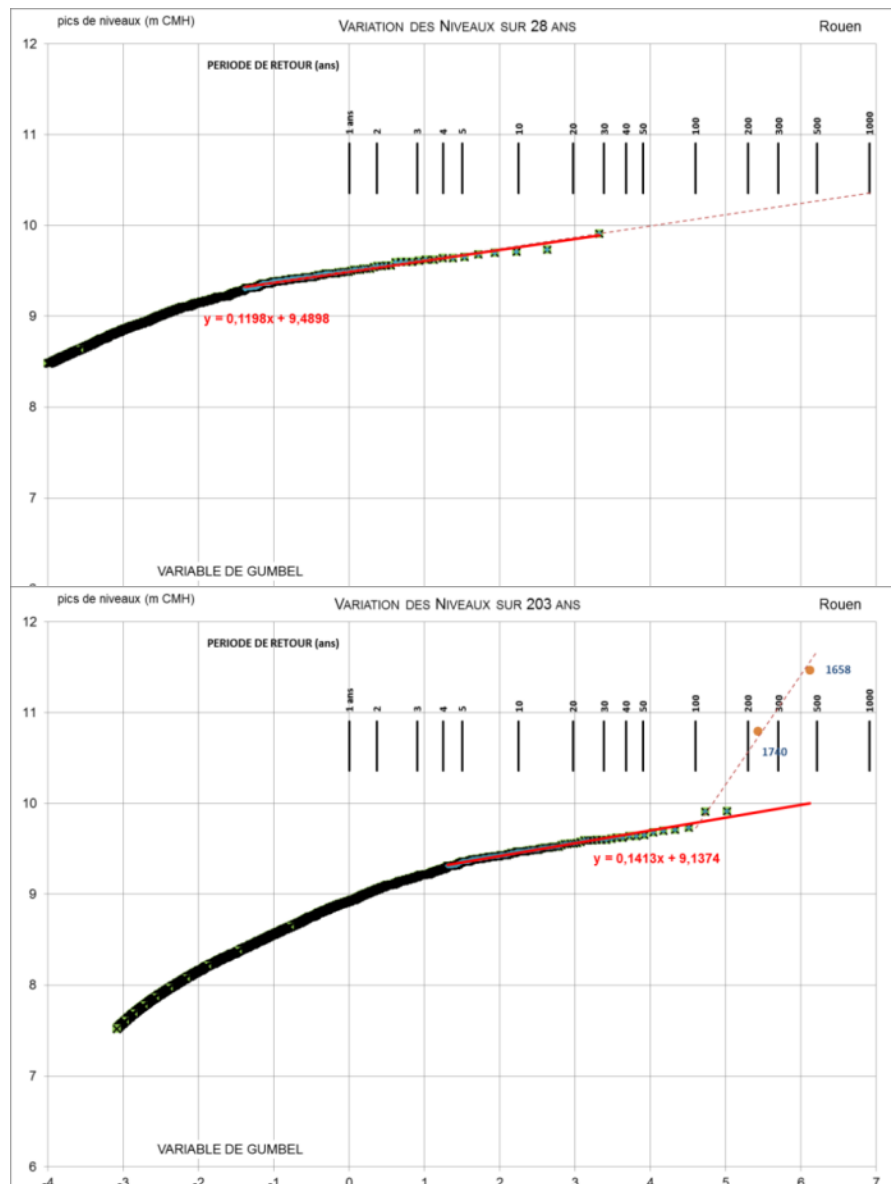 pics de niveaux (m CMH)
VARIATION DES NIVEAUX SUR 28 ANS
Rouen
12
PERIODE DE RETOUR (ans)
1 ans
2
3
4
5
10
20
30
40
50
100
200
300
500
1000
11
10
9
y = 0,1198x + 9,4898
8
7
VARIABLE DE GUMBEL
pics de niveaux (m CMH)
VARIATION DES NIVEAUX SUR 203 ANS
Rouen
12
PERIODE DE RETOUR (ans)
1658
1 ans
2
3
4
5
10
20
30
40
50
100
200
300
500
1000
11
1740
10
9
y = 0,1413x + 9,1374
8
7
VARIABLE DE GUMBEL
6
-4 -3 -2 -1 0 1 2 3 4 5 6 7